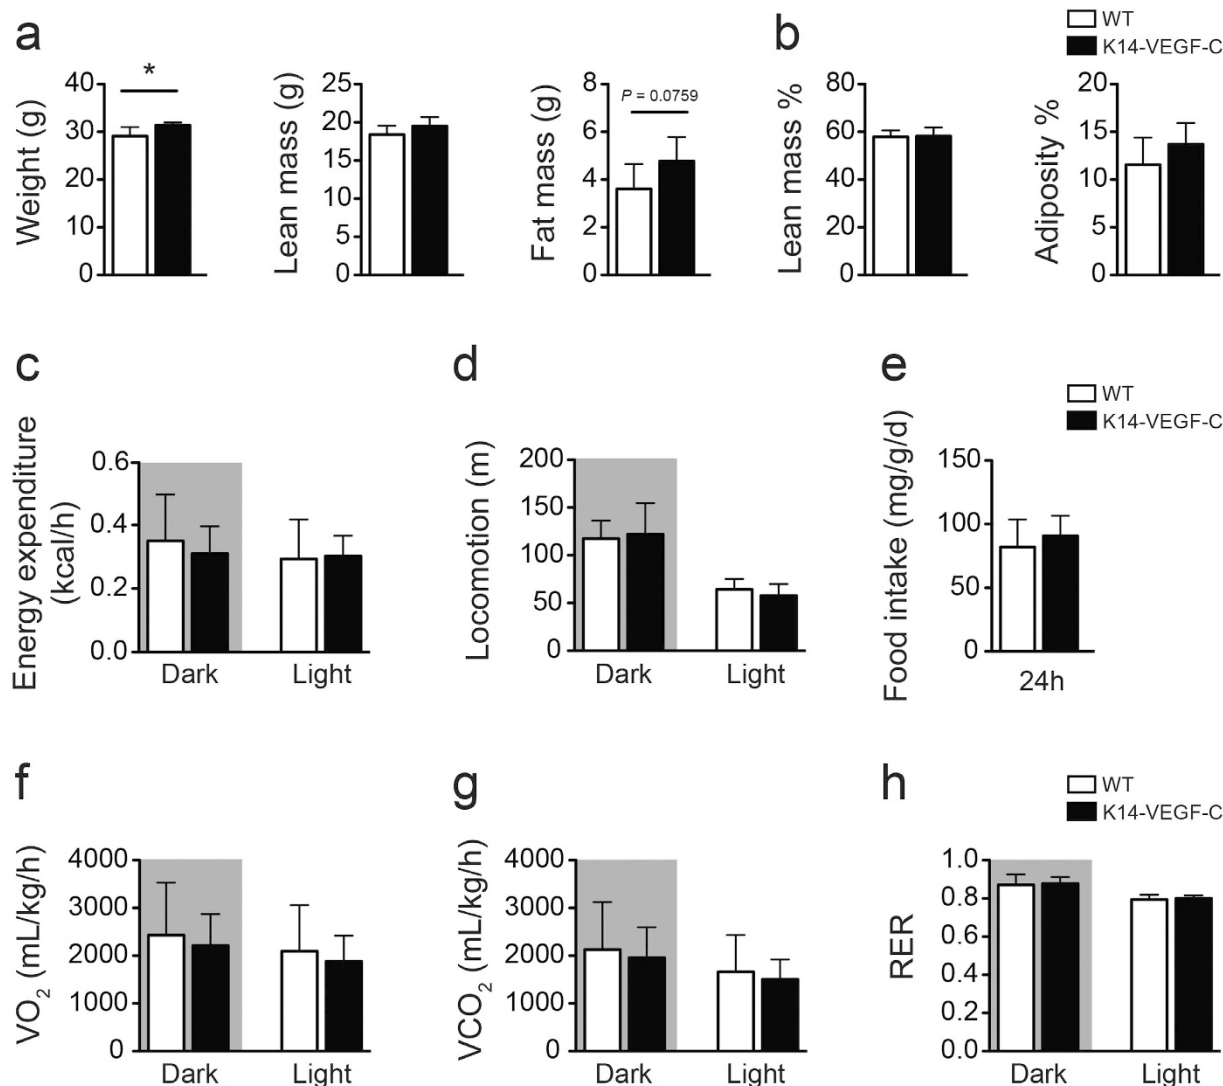 a
b
WT
K14-VEGF-C
Weight (g)
40
30
20
10
0
*
Lean mass (g)
25
20
15
10
5
0
Fat mass (g)
8
6
4
2
0
P = 0.0759
Lean mass %
80
60
40
20
0
Adiposity %
20
15
10
5
0
c
d
e
WT
K14-VEGF-C
Energy expenditure
(kcal/h)
0.6
0.4
0.2
0.0
Dark Light
Locomotion (m)
200
150
100
50
0
Dark Light
Food intake (mg/g/d)
150
100
50
0
24h
f
g
h
WT
K14-VEGF-C
VO2 (mL/kg/h)
4000
3000
2000
1000
0
Dark Light
VCO2 (mL/kg/h)
4000
3000
2000
1000
0
Dark Light
RER
1.0
0.8
0.6
0.4
0.2
0.0
Dark Light